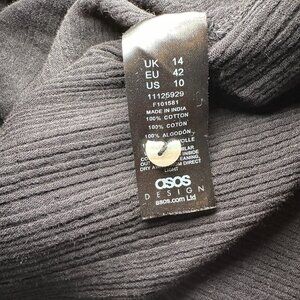 UK 14
EU 42
US 10
11125929
F101581
MADE IN INDIA
100% COTTON
100% COTON
100% ALGODÓN
asos
DESIGN
asos.com Ltd